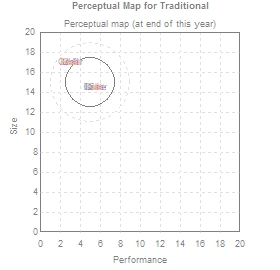 Perceptual Map for Traditional
Perceptual map (at end of this year)
20
18
16
14
12
10
8
6
4
2
0
Size
0 2 4 6 8 10 12 14 16 18 20
Performance